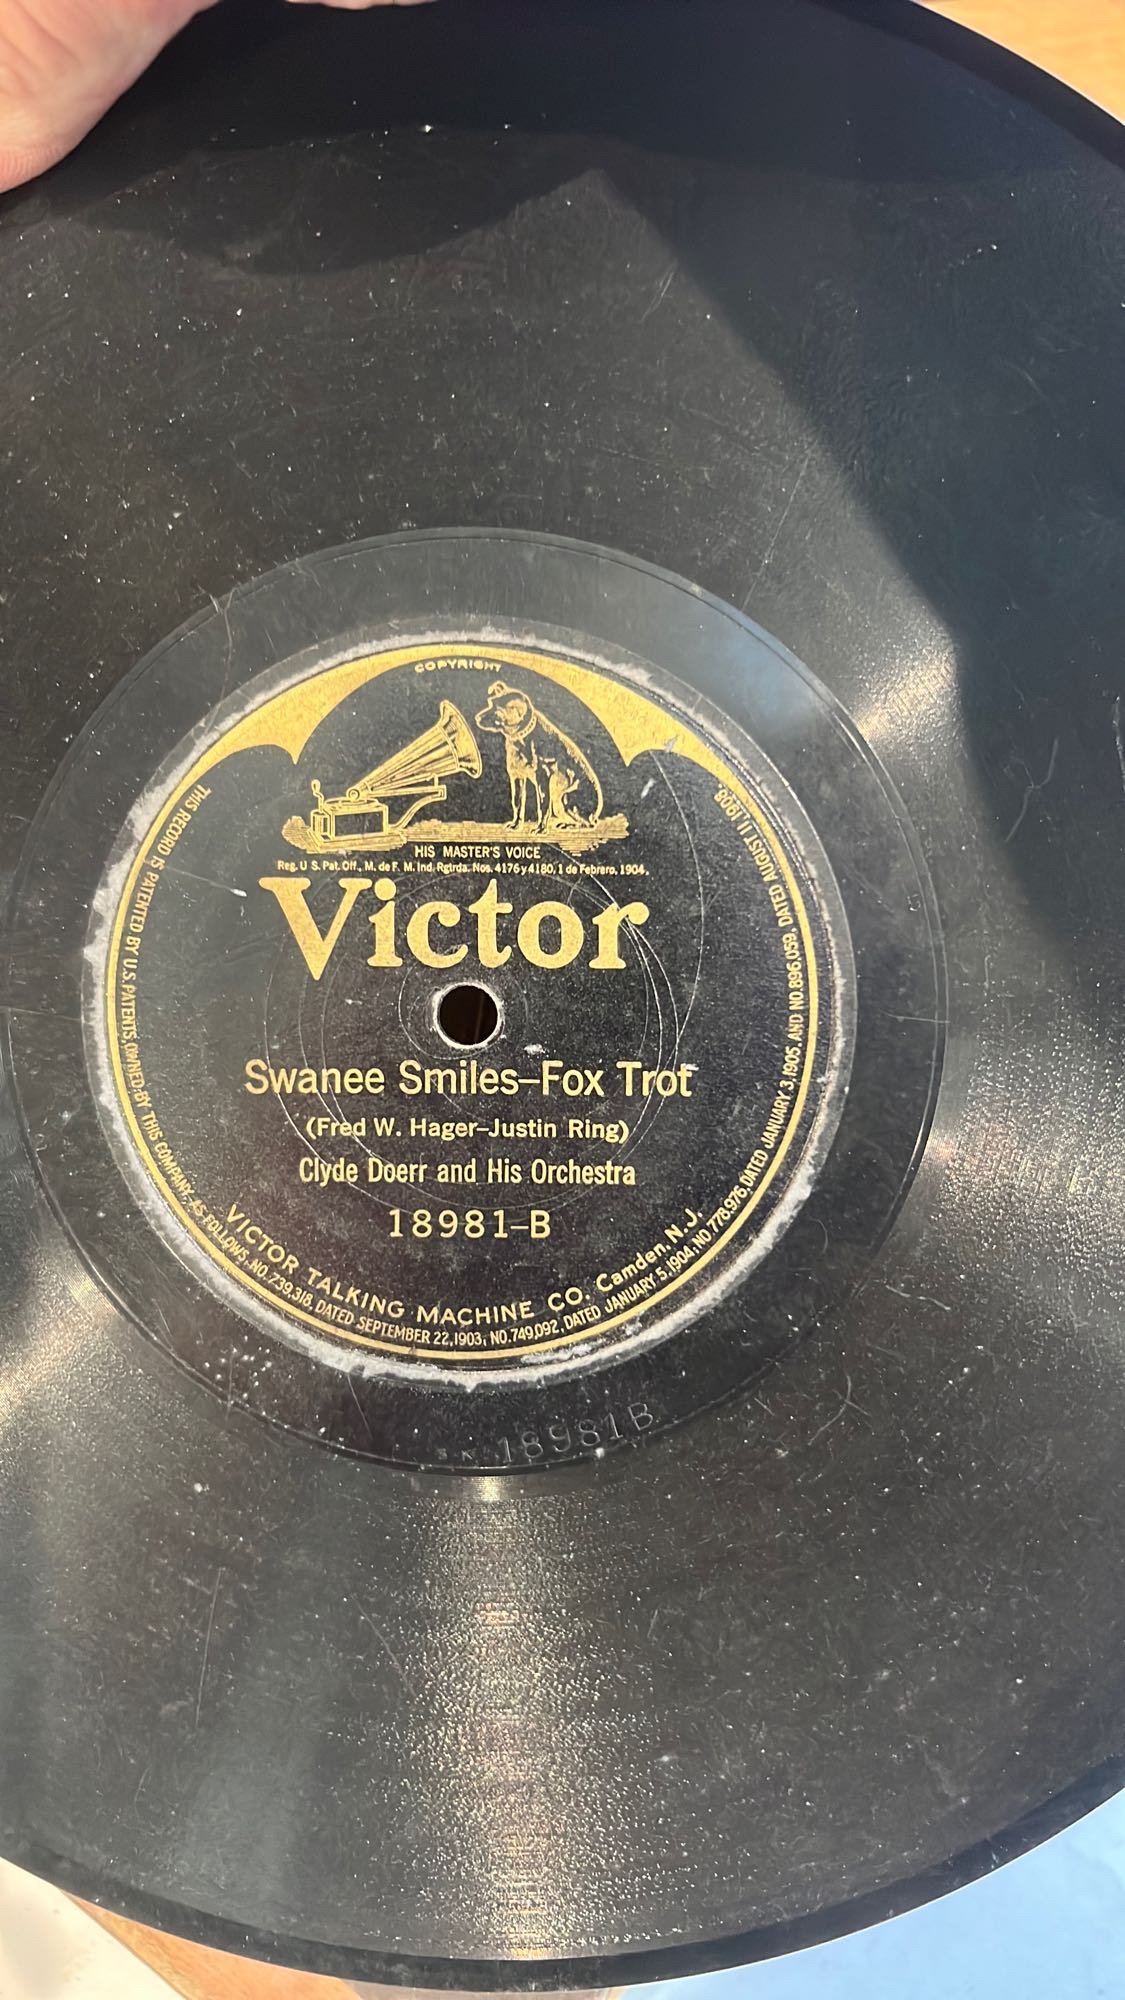 COPYRIGHT
HIS MASTER'S VOICE
Reg. U S. Pat. Off., M. de F. M. Ind. Rgtrda. Nos. 4176 y 4180, 1 de Febrero, 1904.
Victor
Swanee Smiles–Fox Trot
(Fred W. Hager–Justin Ring)
Clyde Doerr and His Orchestra
18981–B
VICTOR TALKING MACHINE CO. Camden. N.J.
THIS RECORD IS PATENTED BY U.S. PATENTS, OWNED BY THIS COMPANY, AS FOLLOWS, NO. 739,318, DATED SEPTEMBER 22, 1903; NO. 749,092, DATED JANUARY 5, 1904; NO. 778,976, DATED JANUARY 3, 1905, AND NO. 896,059, DATED AUGUST 11, 1908.
18981B